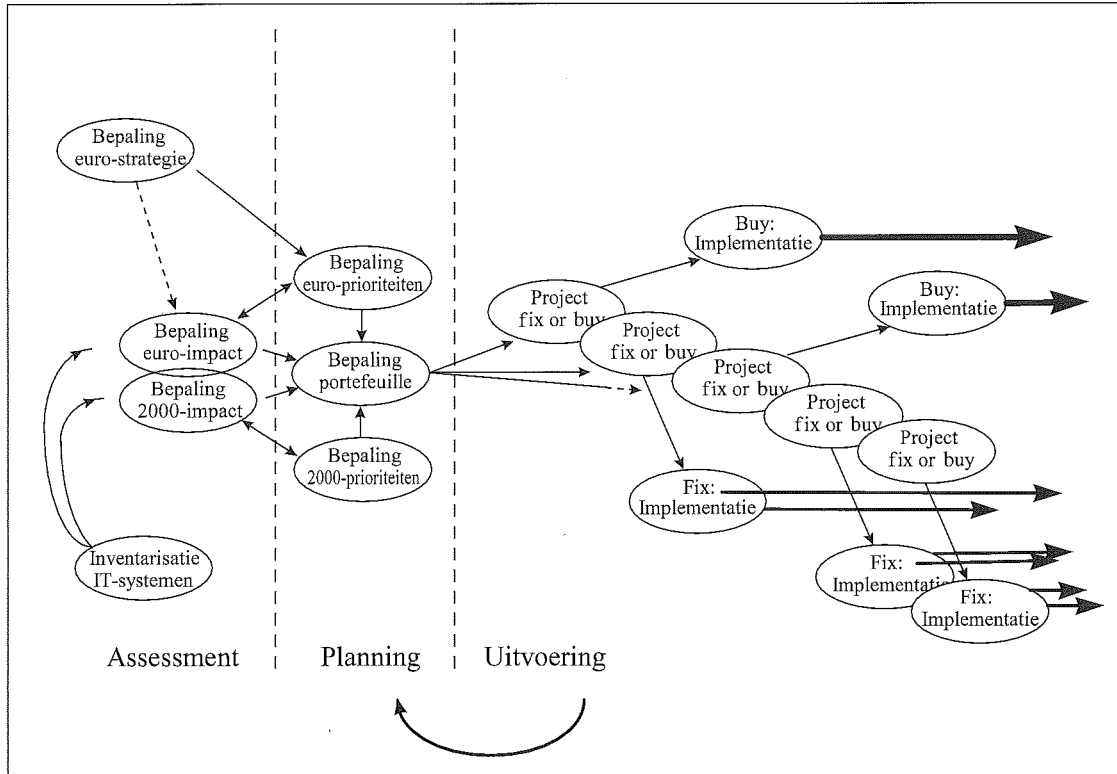 Bepaling
euro-strategie
Bepaling
euro-prioriteiten
Bepaling
euro-impact
Bepaling
portefeuille
Bepaling
2000-impact
Bepaling
2000-prioriteiten
Inventarisatie
IT-systemen
Buy:
Implementatie
Buy:
Implementatie
Project
fix or buy
Project
fix or buy
Project
fix or buy
Project
fix or buy
Project
fix or buy
Fix:
Implementatie
Fix:
Implementatie
Fix:
Implementatie
Assessment
Planning
Uitvoering